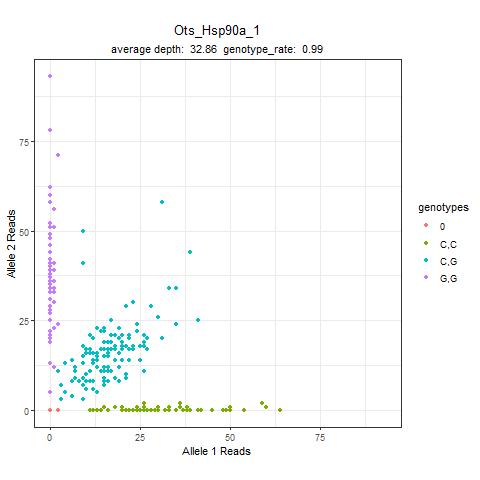 Ots_Hsp90a_1
average depth: 32.86 genotype_rate: 0.99
Allele 2 Reads
75
50
25
0
0
25
50
75
Allele 1 Reads
genotypes
0
C,C
C,G
G,G